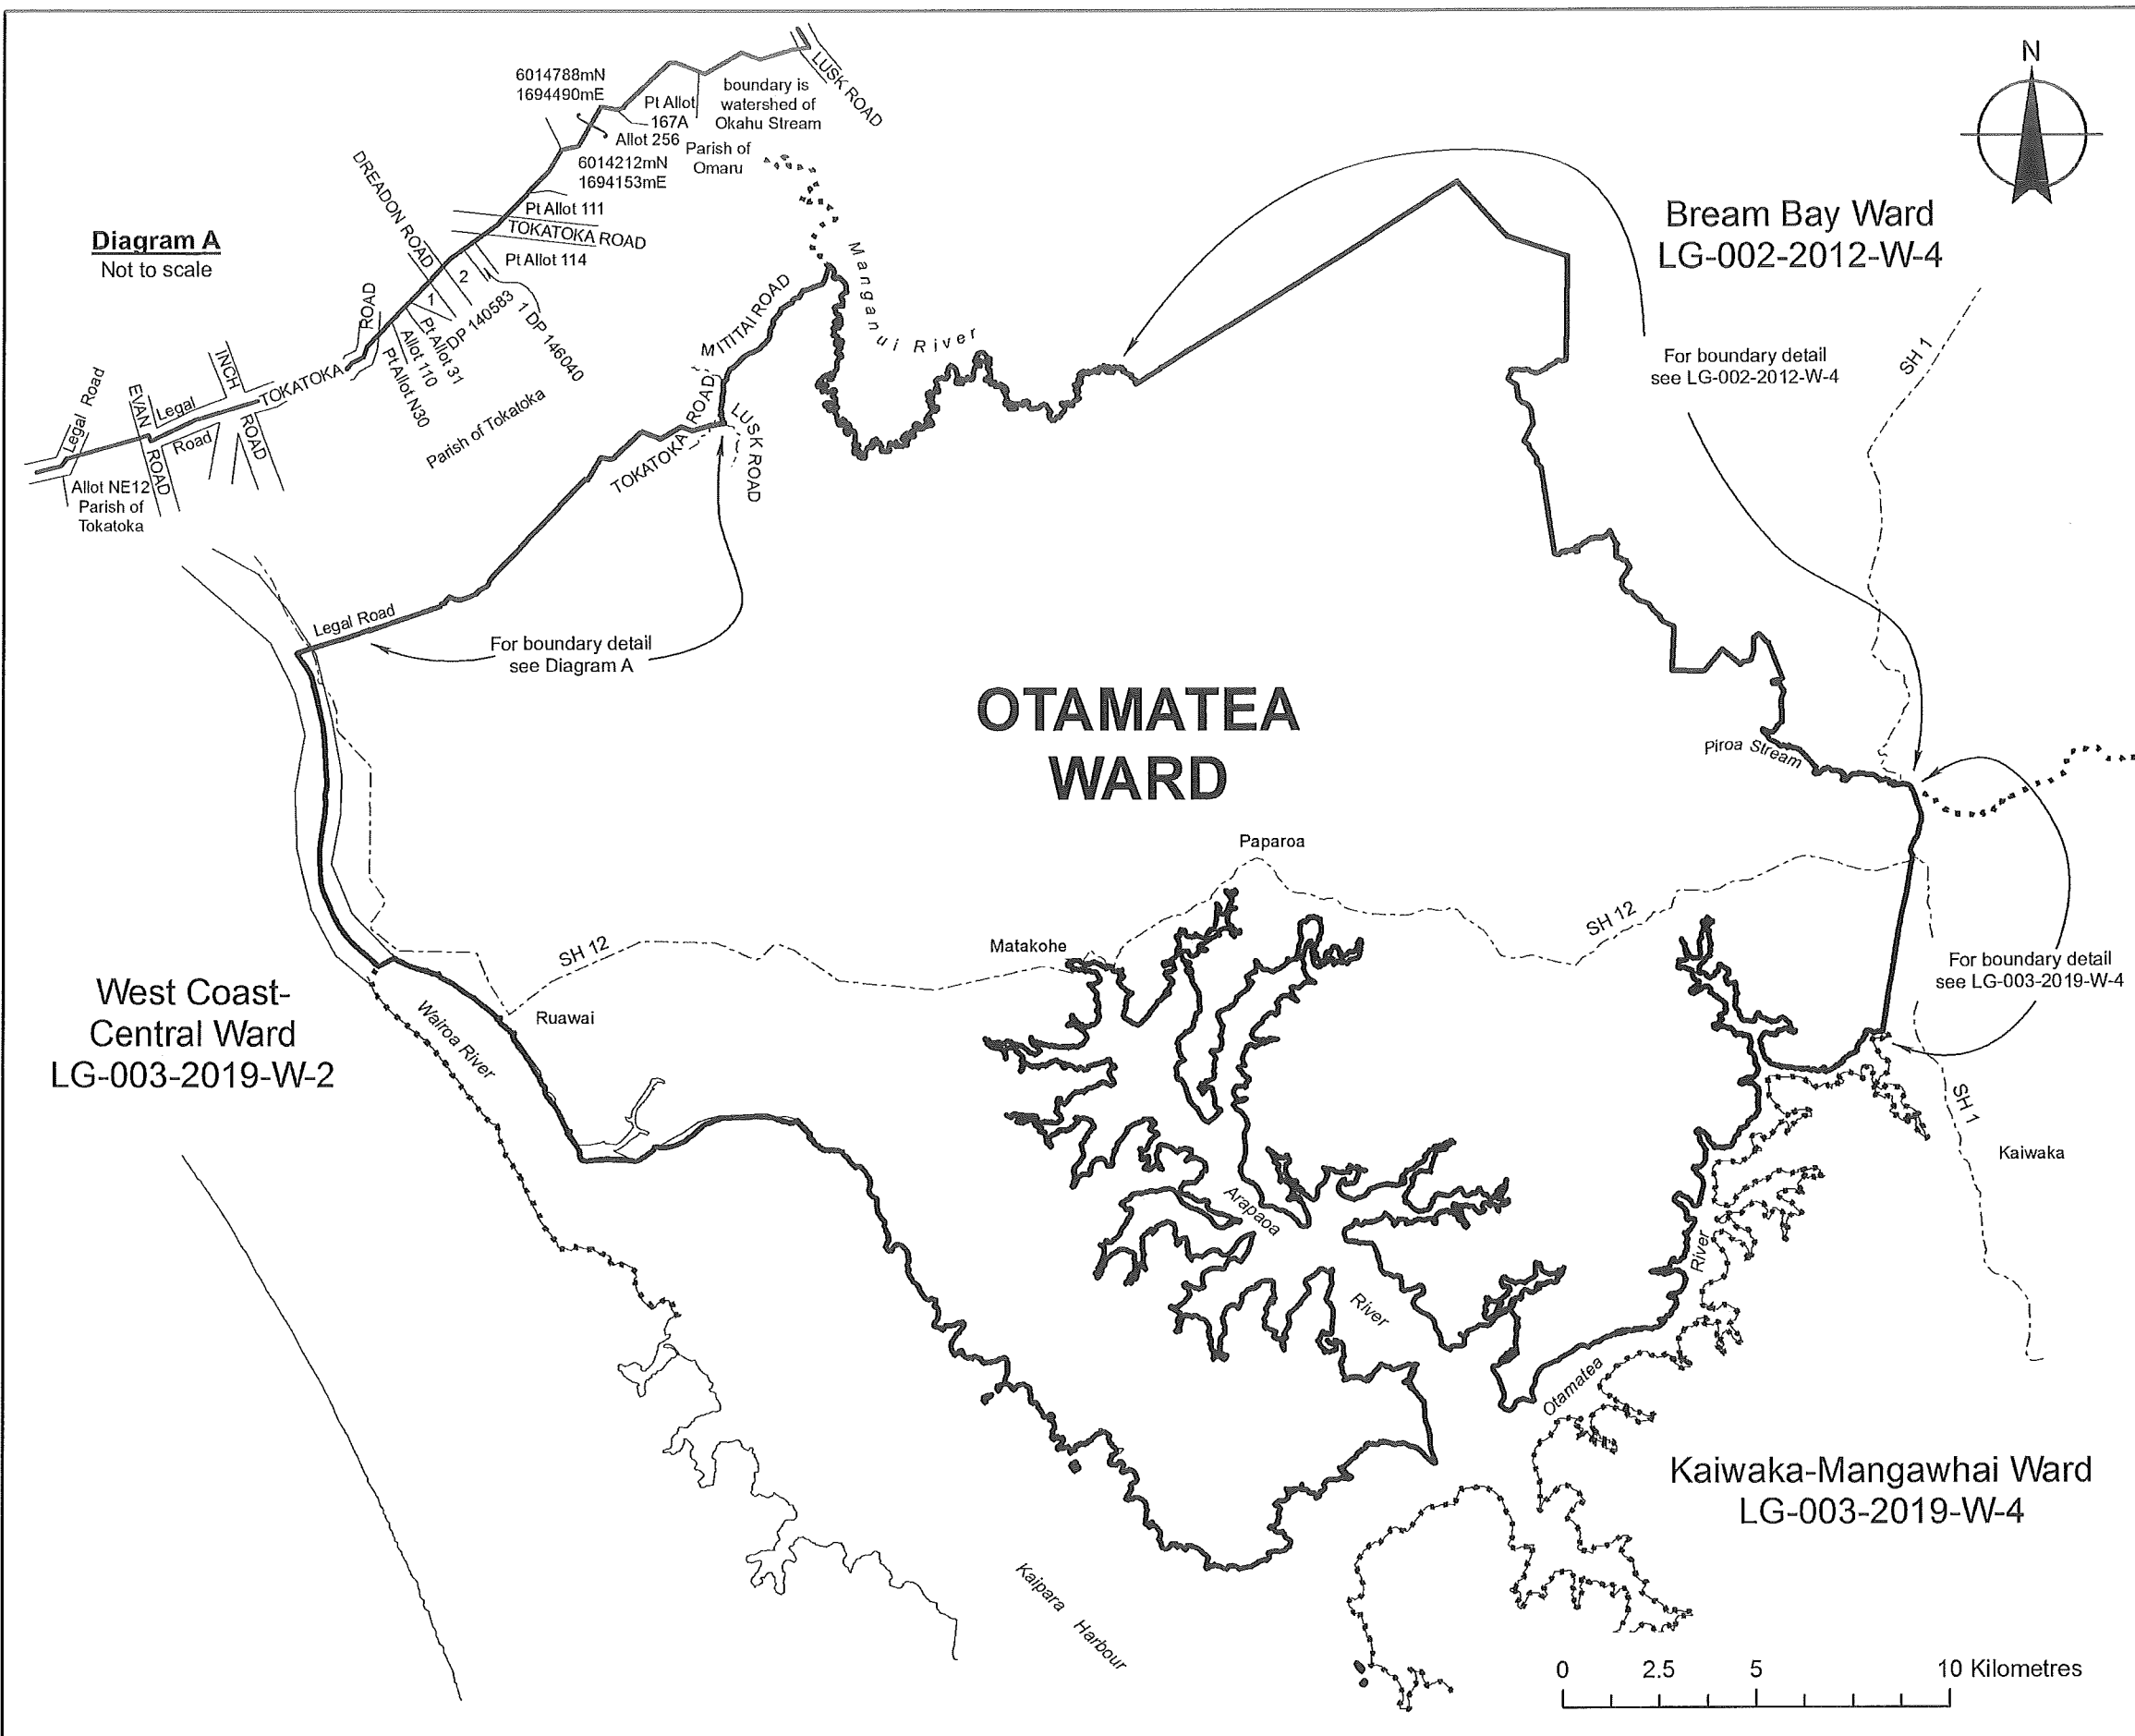 N
LUSK ROAD
6014788mN
1694490mE
Pt Allot
167A
boundary is
watershed of
Okahu Stream
Allot 256
Parish of
Omaru
6014212mN
1694153mE
DREADON ROAD
Pt Allot 111
TOKATOKA ROAD
Pt Allot 114
Diagram A
Not to scale
2
1
DP 140583
1 DP 146040
Pt Allot 31
Allot 110
Pt Allot N30
ROAD
TOKATOKA
INCH
ROAD
Legal
Road
EVAN
ROAD
Legal Road
Allot NE12
Parish of
Tokatoka
Parish of Tokatoka
Manganui River
MITITAI ROAD
TOKATOKA ROAD
LUSK ROAD
Bream Bay Ward
LG-002-2012-W-4
For boundary detail
see LG-002-2012-W-4
SH 1
Legal Road
For boundary detail
see Diagram A
OTAMATEA
WARD
Piroa Stream
Paparoa
Matakohe
SH 12
SH 12
For boundary detail
see LG-003-2019-W-4
West Coast-
Central Ward
LG-003-2019-W-2
Wairoa River
Ruawai
SH 1
Kaiwaka
Arapaoa
River
River
Otamatea
Kaiwaka-Mangawhai Ward
LG-003-2019-W-4
Kaipara Harbour
0 2.5 5 10 Kilometres